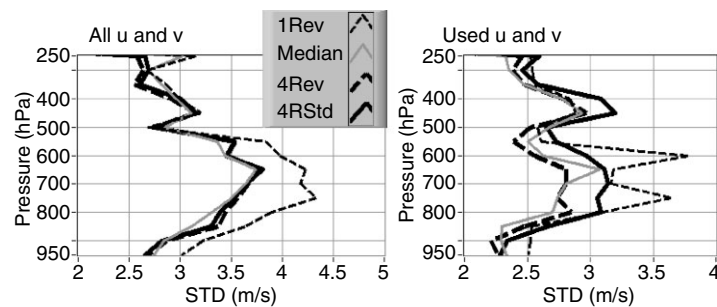 All u and v
Used u and v
1Rev
Median
4Rev
4RStd
Pressure (hPa)
250
400
500
600
700
800
950
2
2.5
3
3.5
4
4.5
5
STD (m/s)
Pressure (hPa)
250
400
500
600
700
800
950
2
2.5
3
3.5
4
STD (m/s)